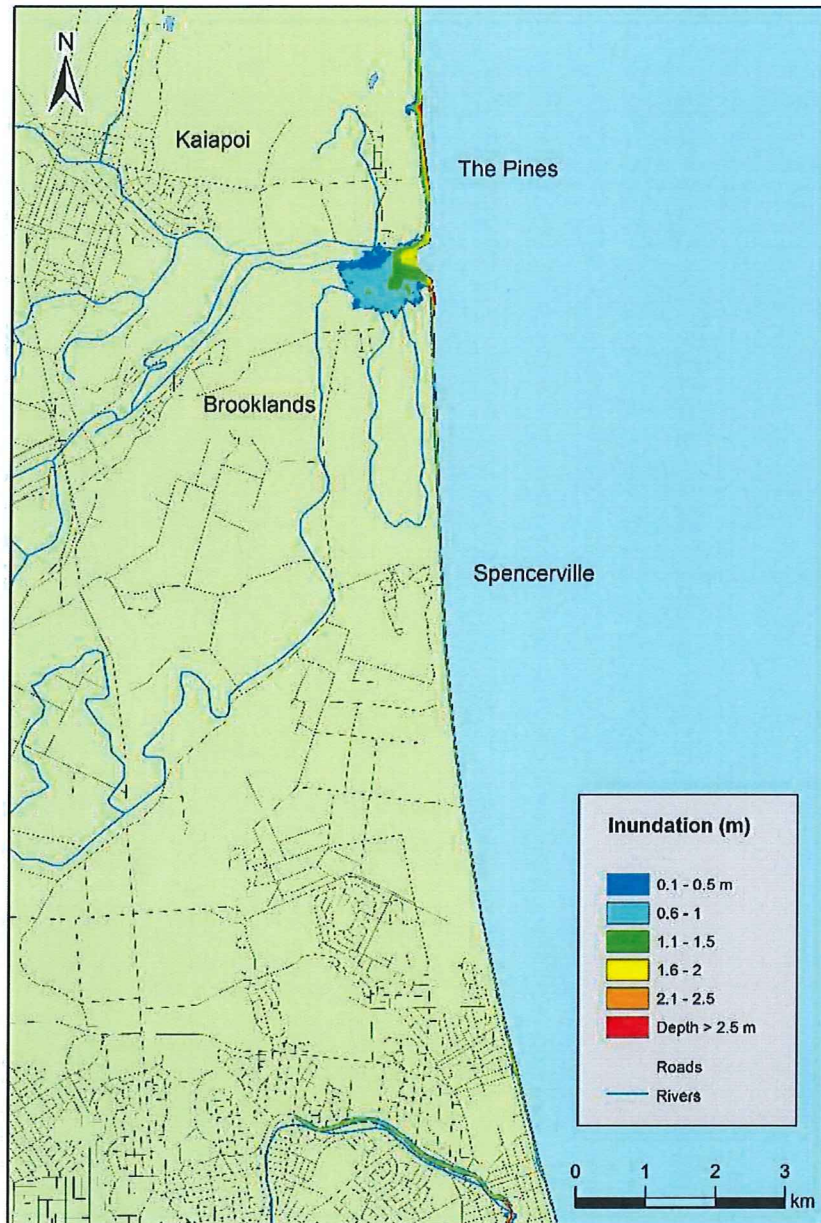 N
Kaiapoi
The Pines
Brooklands
Spencerville
Inundation (m)
0.1 - 0.5 m
0.6 - 1
1.1 - 1.5
1.6 - 2
2.1 - 2.5
Depth > 2.5 m
Roads
Rivers
0 1 2 3
km